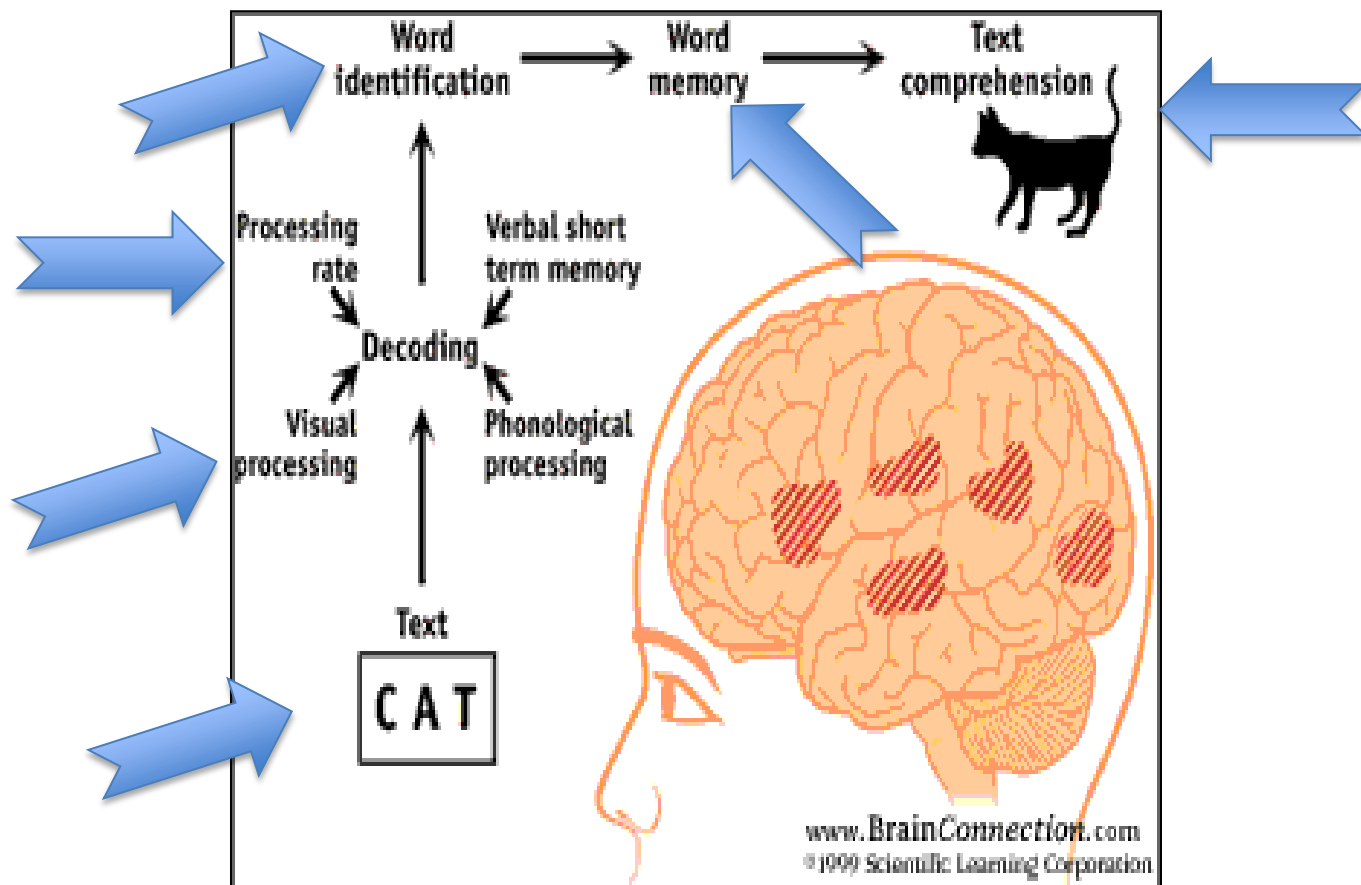 Word
identification
Word
memory
Text
comprehension
Processing
rate
Verbal short
term memory
Decoding
Visual
processing
Phonological
processing
Text
C A T
www.BrainConnection.com
©1999 Scientific Learning Corporation